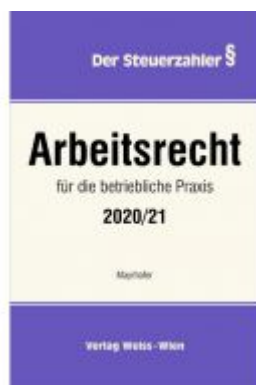 Der Steuerzahler §
Arbeitsrecht
für die betriebliche Praxis
2020/21
Mayrhofer
Verlag Weiss-Wien